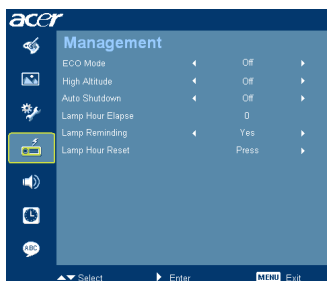 acer
Management
ECO Mode Off
High Altitude Off
Auto Shutdown Off
Lamp Hour Elapse 0
Lamp Reminding Yes
Lamp Hour Reset Press
ABC
Select Enter MENU Exit